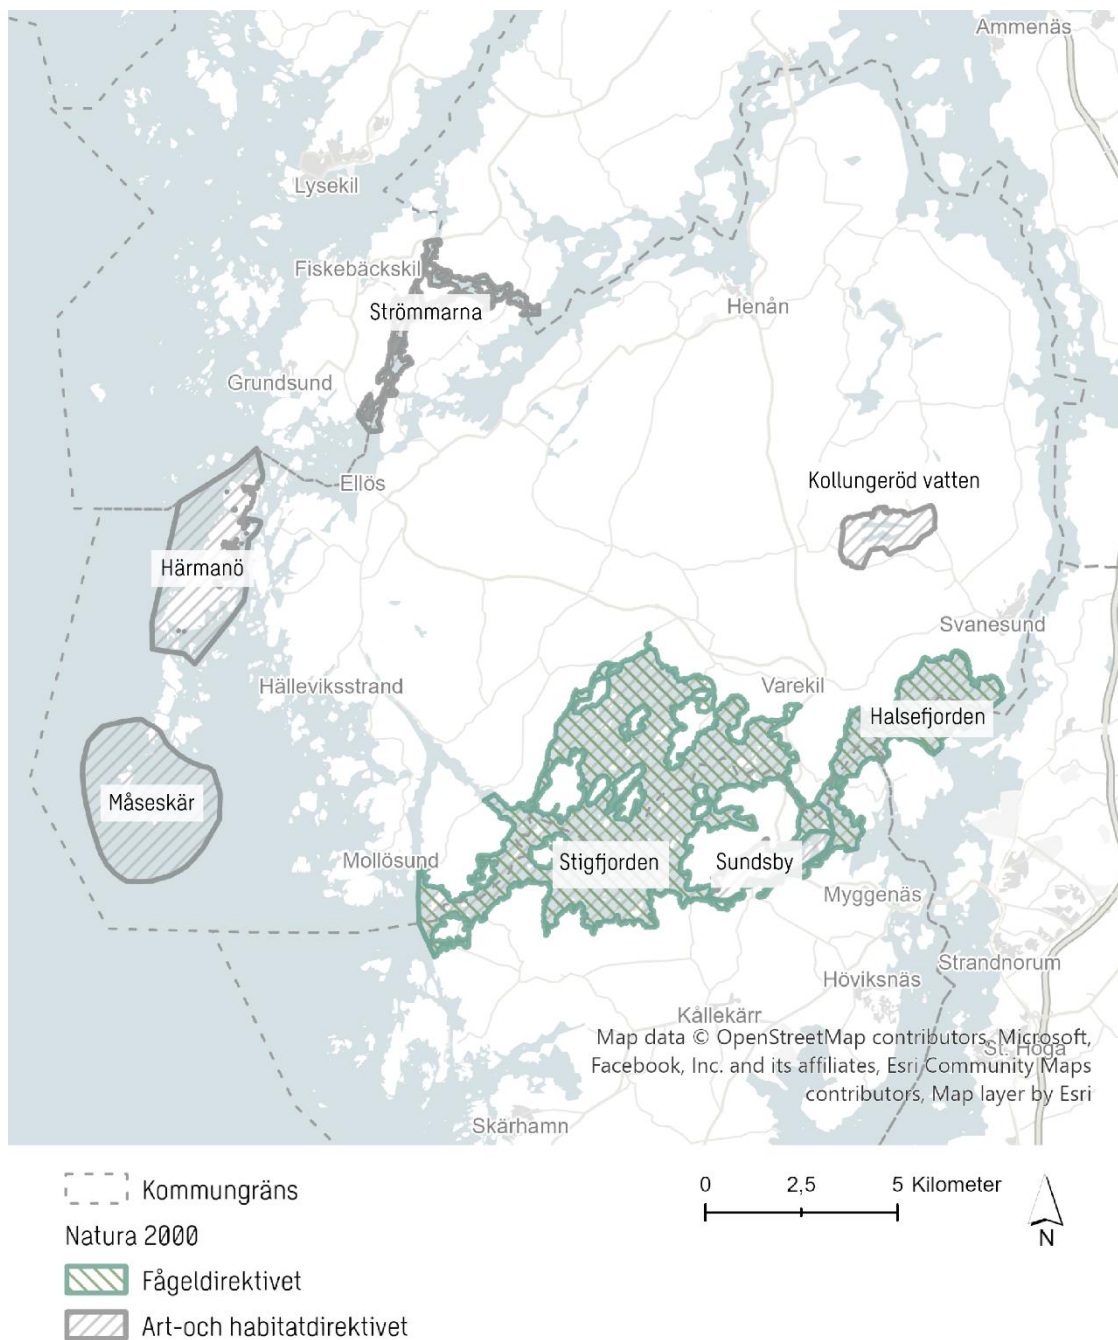 Ammenäs
Lysekil
Fiskebäckskil
Strömmarna
Henån
Grundsund
Ellös
Kollungeröd vatten
Härmanö
Svanesund
Hälleviksstrand
Varekil
Halsefjorden
Måseskär
Mollösund
Stigfjorden
Sundsby
Myggenäs
Strandnorum
Höviksnäs
Kållekärr
St. Höga
Map data © OpenStreetMap contributors, Microsoft,
Facebook, Inc. and its affiliates, Esri Community Maps
contributors, Map layer by Esri
Skärhamn
Kommungräns
Natura 2000
Fågeldirektivet
Art-och habitatdirektivet
0 2,5 5 Kilometer
N